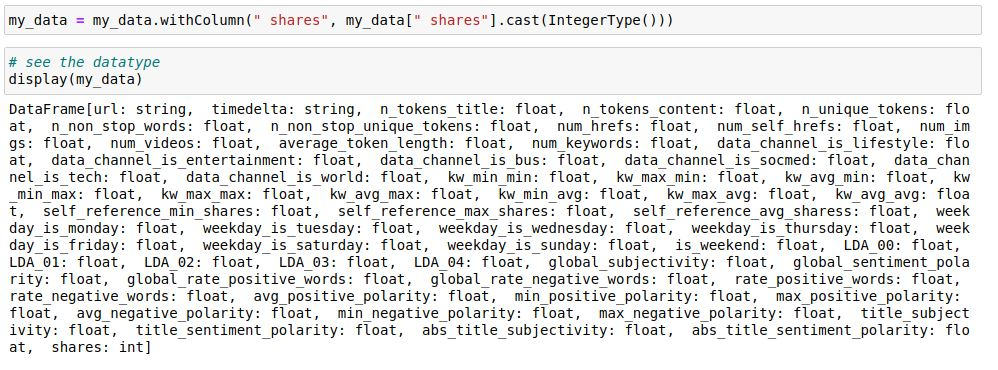 my_data = my_data.withColumn(" shares", my_data[" shares"].cast(IntegerType()))
# see the datatype
display(my_data)
DataFrame[url: string,  timedelta: string,  n_tokens_title: float,  n_tokens_content: float,  n_unique_tokens: flo
at,  n_non_stop_words: float,  n_non_stop_unique_tokens: float,  num_hrefs: float,  num_self_hrefs: float,  num_im
gs: float,  num_videos: float,  average_token_length: float,  num_keywords: float,  data_channel_is_lifestyle: flo
at,  data_channel_is_entertainment: float,  data_channel_is_bus: float,  data_channel_is_socmed: float,  data_chan
nel_is_tech: float,  data_channel_is_world: float,  kw_min_min: float,  kw_max_min: float,  kw_avg_min: float,  kw
_min_max: float,  kw_max_max: float,  kw_avg_max: float,  kw_min_avg: float,  kw_max_avg: float,  kw_avg_avg: floa
t,  self_reference_min_shares: float,  self_reference_max_shares: float,  self_reference_avg_sharess: float,  week
day_is_monday: float,  weekday_is_tuesday: float,  weekday_is_wednesday: float,  weekday_is_thursday: float,  week
day_is_friday: float,  weekday_is_saturday: float,  weekday_is_sunday: float,  is_weekend: float,  LDA_00: float,
LDA_01: float,  LDA_02: float,  LDA_03: float,  LDA_04: float,  global_subjectivity: float,  global_sentiment_pola
rity: float,  global_rate_positive_words: float,  global_rate_negative_words: float,  rate_positive_words: float,
rate_negative_words: float,  avg_positive_polarity: float,  min_positive_polarity: float,  max_positive_polarity:
float,  avg_negative_polarity: float,  min_negative_polarity: float,  max_negative_polarity: float,  title_subject
ivity: float,  title_sentiment_polarity: float,  abs_title_subjectivity: float,  abs_title_sentiment_polarity: flo
at,  shares: int]